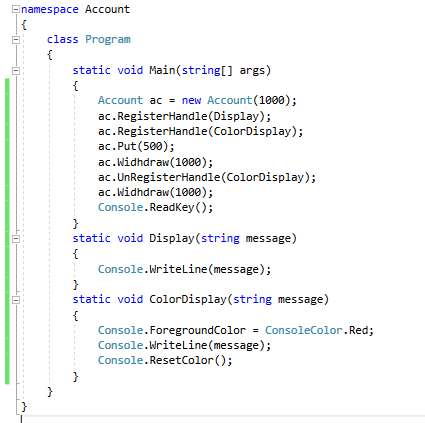 namespace Account
{
class Program
{
static void Main(string[] args)
{
Account ac = new Account(1000);
ac.RegisterHandle(Display);
ac.RegisterHandle(ColorDisplay);
ac.Put(500);
ac.Widhdraw(1000);
ac.UnRegisterHandle(ColorDisplay);
ac.Widhdraw(1000);
Console.ReadKey();
}
static void Display(string message)
{
Console.WriteLine(message);
}
static void ColorDisplay(string message)
{
Console.ForegroundColor = ConsoleColor.Red;
Console.WriteLine(message);
Console.ResetColor();
}
}
}